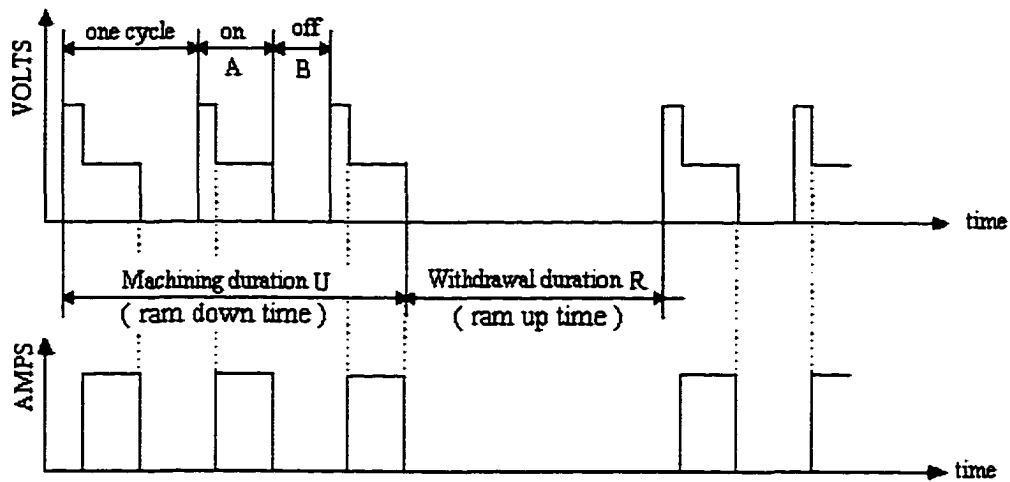 one cycle
on
off
A
B
VOLTS
time
Machining duration U
( ram down time )
Withdrawal duration R
( ram up time )
AMPS
time